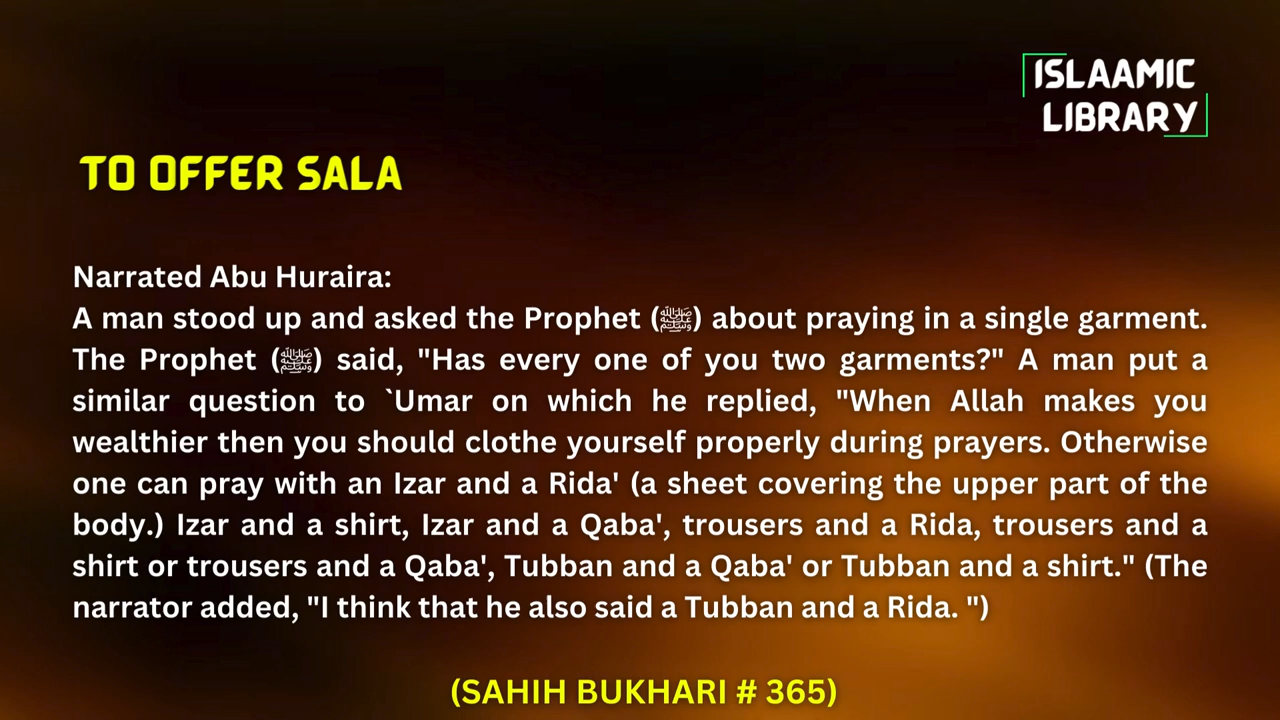 ISLAAMIC
LIBRARY
TO OFFER SALA
Narrated Abu Huraira:
A man stood up and asked the Prophet (ﷺ) about praying in a single garment.
The Prophet (ﷺ) said, "Has every one of you two garments?" A man put a
similar question to `Umar on which he replied, "When Allah makes you
wealthier then you should clothe yourself properly during prayers. Otherwise
one can pray with an Izar and a Rida' (a sheet covering the upper part of the
body.) Izar and a shirt, Izar and a Qaba', trousers and a Rida, trousers and a
shirt or trousers and a Qaba', Tubban and a Qaba' or Tubban and a shirt." (The
narrator added, "I think that he also said a Tubban and a Rida. ")
(SAHIH BUKHARI # 365)